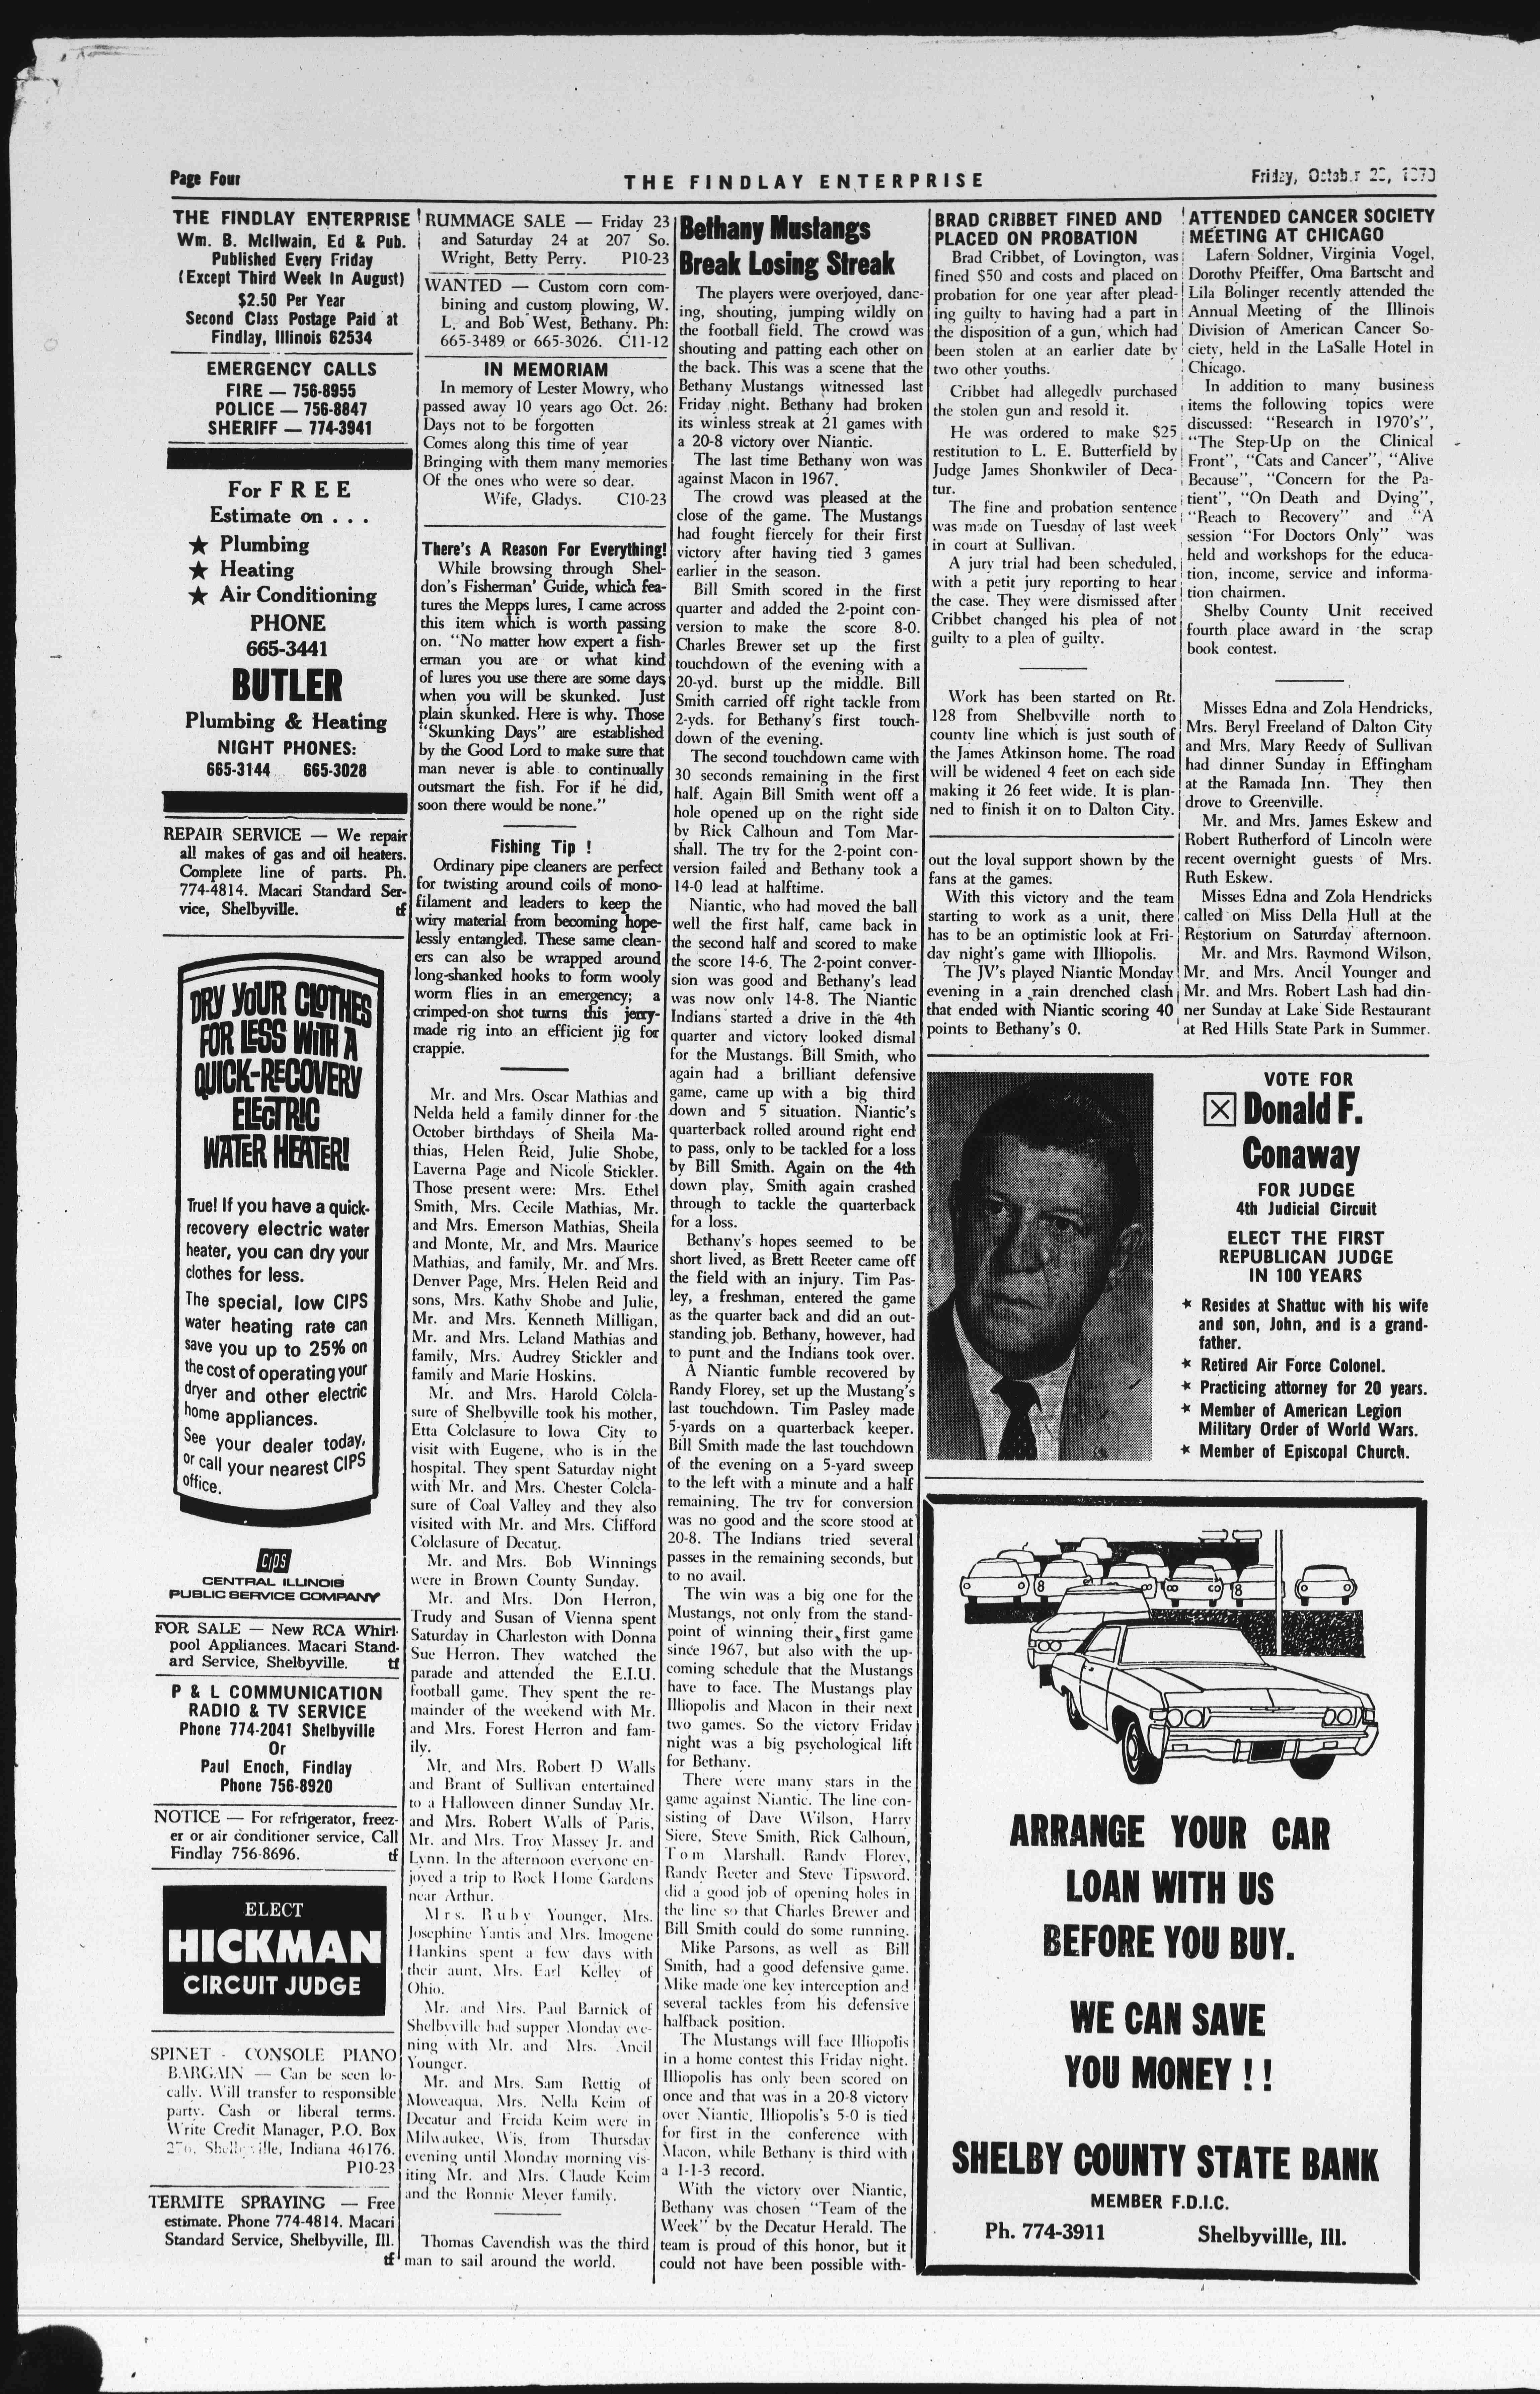 Page Four
THE FINDLAY ENTERPRISE
Friday,
THE FINDLAY ENTERPRISE
Wm. B. McIlwain, Ed & Pub.
Published Every Friday
(Except Third Week In August)
$2.50 Per Year
Second Class Postage Paid at
Findlay, Illinois 62534
EMERGENCY CALLS
FIRE — 756-8955
POLICE — 756-8847
SHERIFF — 774-3941
For FREE
Estimate on . . .
★ Plumbing
★ Heating
★ Air Conditioning
PHONE
665-3441
BUTLER
Plumbing & Heating
NIGHT PHONES:
665-3144 665-3028
REPAIR SERVICE — We repair
all makes of gas and oil heaters.
Complete line of parts. Ph.
774-4814. Macari Standard Ser-
vice, Shelbyville. tf
DRY YOUR CLOTHES
FOR LESS WITH A
QUICK-RECOVERY
ELECTRIC
WATER HEATER!
True! If you have a quick-
recovery electric water
heater, you can dry your
clothes for less.
The special, low CIPS
water heating rate can
save you up to 25% on
the cost of operating your
dryer and other electric
home appliances.
See your dealer today,
or call your nearest CIPS
office.
CIPS
CENTRAL ILLINOIS
PUBLIC SERVICE COMPANY
FOR SALE — New RCA Whirl-
pool Appliances. Macari Stand-
ard Service, Shelbyville. tf
P & L COMMUNICATION
RADIO & TV SERVICE
Phone 774-2041 Shelbyville
Or
Paul Enoch, Findlay
Phone 756-8920
NOTICE — For refrigerator, freez-
er or air conditioner service, Call
Findlay 756-8696. tf
ELECT
HICKMAN
CIRCUIT JUDGE
SPINET - CONSOLE PIANO
BARGAIN — Can be seen lo-
cally. Will transfer to responsible
party. Cash or liberal terms.
Write Credit Manager, P.O. Box
276, Shelbyville, Indiana 46176.
P10-23
TERMITE SPRAYING — Free
estimate. Phone 774-4814. Macari
Standard Service, Shelbyville, Ill.
tf
RUMMAGE SALE — Friday 23
and Saturday 24 at 207 So.
Wright, Betty Perry. P10-23
WANTED — Custom corn com-
bining and custom plowing, W.
L. and Bob West, Bethany. Ph:
665-3489 or 665-3026. C11-12
IN MEMORIAM
In memory of Lester Mowry, who
passed away 10 years ago Oct. 26:
Days not to be forgotten
Comes along this time of year
Bringing with them many memories
Of the ones who were so dear.
Wife, Gladys. C10-23
There's A Reason For Everything!
While browsing through Shel-
don's Fisherman' Guide, which fea-
tures the Mepps lures, I came across
this item which is worth passing
on. "No matter how expert a fish-
erman you are or what kind
of lures you use there are some days
when you will be skunked. Just
plain skunked. Here is why. Those
"Skunking Days" are established
by the Good Lord to make sure that
man never is able to continually
outsmart the fish. For if he did,
soon there would be none."
Fishing Tip !
Ordinary pipe cleaners are perfect
for twisting around coils of mono-
filament and leaders to keep the
wiry material from becoming hope-
lessly entangled. These same clean-
ers can also be wrapped around
long-shanked hooks to form wooly
worm flies in an emergency; a
crimped-on shot turns this jerry-
made rig into an efficient jig for
crappie.
Mr. and Mrs. Oscar Mathias and
Nelda held a family dinner for the
October birthdays of Sheila Ma-
thias, Helen Reid, Julie Shobe,
Laverna Page and Nicole Stickler.
Those present were: Mrs. Ethel
Smith, Mrs. Cecile Mathias, Mr.
and Mrs. Emerson Mathias, Sheila
and Monte, Mr. and Mrs. Maurice
Mathias, and family, Mr. and Mrs.
Denver Page, Mrs. Helen Reid and
sons, Mrs. Kathy Shobe and Julie,
Mr. and Mrs. Kenneth Milligan,
Mr. and Mrs. Leland Mathias and
family, Mrs. Audrey Stickler and
family and Marie Hoskins.
Mr. and Mrs. Harold Colcla-
sure of Shelbyville took his mother,
Etta Colclasure to Iowa City to
visit with Eugene, who is in the
hospital. They spent Saturday night
with Mr. and Mrs. Chester Colcla-
sure of Coal Valley and they also
visited with Mr. and Mrs. Clifford
Colclasure of Decatur.
Mr. and Mrs. Bob Winnings
were in Brown County Sunday.
Mr. and Mrs. Don Herron,
Trudy and Susan of Vienna spent
Saturday in Charleston with Donna
Sue Herron. They watched the
parade and attended the E.I.U.
football game. They spent the re-
mainder of the weekend with Mr.
and Mrs. Forest Herron and fam-
ily.
Mr. and Mrs. Robert D Walls
and Brant of Sullivan entertained
to a Halloween dinner Sunday Mr.
and Mrs. Robert Walls of Paris,
Mr. and Mrs. Troy Massey Jr. and
Lynn. In the afternoon everyone en-
joyed a trip to Rock Home Gardens
near Arthur.
Mrs. Ruby Younger, Mrs.
Josephine Yantis and Mrs. Imogene
Hankins spent a few days with
their aunt, Mrs. Earl Kelley of
Ohio.
Mr. and Mrs. Paul Barnick of
Shelbyville had supper Monday eve-
ning with Mr. and Mrs. Ancil
Younger.
Mr. and Mrs. Sam Rettig of
Moweaqua, Mrs. Nella Keim of
Decatur and Freida Keim were in
Milwaukee, Wis. from Thursday
evening until Monday morning vis-
iting Mr. and Mrs. Claude Keim
and the Ronnie Meyer family.
Thomas Cavendish was the third
man to sail around the world.
Bethany Mustangs
Break Losing Streak
The players were overjoyed, danc-
ing, shouting, jumping wildly on
the football field. The crowd was
shouting and patting each other on
the back. This was a scene that the
Bethany Mustangs witnessed last
Friday night. Bethany had broken
its winless streak at 21 games with
a 20-8 victory over Niantic.
The last time Bethany won was
against Macon in 1967.
The crowd was pleased at the
close of the game. The Mustangs
had fought fiercely for their first
victory after having tied 3 games
earlier in the season.
Bill Smith scored in the first
quarter and added the 2-point con-
version to make the score 8-0.
Charles Brewer set up the first
touchdown of the evening with a
20-yd. burst up the middle. Bill
Smith carried off right tackle from
2-yds. for Bethany's first touch-
down of the evening.
The second touchdown came with
30 seconds remaining in the first
half. Again Bill Smith went off a
hole opened up on the right side
by Rick Calhoun and Tom Mar-
shall. The try for the 2-point con-
version failed and Bethany took a
14-0 lead at halftime.
Niantic, who had moved the ball
well the first half, came back in
the second half and scored to make
the score 14-6. The 2-point conver-
sion was good and Bethany's lead
was now only 14-8. The Niantic
Indians started a drive in the 4th
quarter and victory looked dismal
for the Mustangs. Bill Smith, who
again had a brilliant defensive
game, came up with a big third
down and 5 situation. Niantic's
quarterback rolled around right end
to pass, only to be tackled for a loss
by Bill Smith. Again on the 4th
down play, Smith again crashed
through to tackle the quarterback
for a loss.
Bethany's hopes seemed to be
short lived, as Brett Reeter came off
the field with an injury. Tim Pas-
ley, a freshman, entered the game
as the quarter back and did an out-
standing job. Bethany, however, had
to punt and the Indians took over.
A Niantic fumble recovered by
Randy Florey, set up the Mustang's
last touchdown. Tim Pasley made
5-yards on a quarterback keeper.
Bill Smith made the last touchdown
of the evening on a 5-yard sweep
to the left with a minute and a half
remaining. The try for conversion
was no good and the score stood at
20-8. The Indians tried several
passes in the remaining seconds, but
to no avail.
The win was a big one for the
Mustangs, not only from the stand-
point of winning their first game
since 1967, but also with the up-
coming schedule that the Mustangs
have to face. The Mustangs play
Illiopolis and Macon in their next
two games. So the victory Friday
night was a big psychological lift
for Bethany.
There were many stars in the
game against Niantic. The line con-
sisting of Dave Wilson, Harry
Siere, Steve Smith, Rick Calhoun,
Tom Marshall, Randy Florey,
Randy Reeter and Steve Tipsword,
did a good job of opening holes in
the line so that Charles Brewer and
Bill Smith could do some running.
Mike Parsons, as well as Bill
Smith, had a good defensive game.
Mike made one key interception and
several tackles from his defensive
halfback position.
The Mustangs will face Illiopolis
in a home contest this Friday night.
Illiopolis has only been scored on
once and that was in a 20-8 victory
over Niantic. Illiopolis's 5-0 is tied
for first in the conference with
Macon, while Bethany is third with
a 1-1-3 record.
With the victory over Niantic,
Bethany was chosen "Team of the
Week" by the Decatur Herald. The
team is proud of this honor, but it
could not have been possible with-
BRAD CRIBBET FINED AND
PLACED ON PROBATION
Brad Cribbet, of Lovington, was
fined $50 and costs and placed on
probation for one year after plead-
ing guilty to having had a part in
the disposition of a gun, which had
been stolen at an earlier date by
two other youths.
Cribbet had allegedly purchased
the stolen gun and resold it.
He was ordered to make $25
restitution to L. E. Butterfield by
Judge James Shonkwiler of Deca-
tur.
The fine and probation sentence
was made on Tuesday of last week
in court at Sullivan.
A jury trial had been scheduled,
with a petit jury reporting to hear
the case. They were dismissed after
Cribbet changed his plea of not
guilty to a plea of guilty.
Work has been started on Rt.
128 from Shelbyville north to
county line which is just south of
the James Atkinson home. The road
will be widened 4 feet on each side
making it 26 feet wide. It is plan-
ned to finish it on to Dalton City.
out the loyal support shown by the
fans at the games.
With this victory and the team
starting to work as a unit, there
has to be an optimistic look at Fri-
day night's game with Illiopolis.
The JV's played Niantic Monday
evening in a rain drenched clash
that ended with Niantic scoring 40
points to Bethany's 0.
ATTENDED CANCER SOCIETY
MEETING AT CHICAGO
Lafern Soldner, Virginia Vogel,
Dorothy Pfeiffer, Oma Bartscht and
Lila Bolinger recently attended the
Annual Meeting of the Illinois
Division of American Cancer So-
ciety, held in the LaSalle Hotel in
Chicago.
In addition to many business
items the following topics were
discussed: "Research in 1970's",
"The Step-Up on the Clinical
Front", "Cats and Cancer", "Alive
Because", "Concern for the Pa-
tient", "On Death and Dying",
"Reach to Recovery" and "A
session "For Doctors Only" was
held and workshops for the educa-
tion, income, service and informa-
tion chairmen.
Shelby County Unit received
fourth place award in the scrap
book contest.
Misses Edna and Zola Hendricks,
Mrs. Beryl Freeland of Dalton City
and Mrs. Mary Reedy of Sullivan
had dinner Sunday in Effingham
at the Ramada Inn. They then
drove to Greenville.
Mr. and Mrs. James Eskew and
Robert Rutherford of Lincoln were
recent overnight guests of Mrs.
Ruth Eskew.
Misses Edna and Zola Hendricks
called on Miss Della Hull at the
Restorium on Saturday afternoon.
Mr. and Mrs. Raymond Wilson,
Mr. and Mrs. Ancil Younger and
Mr. and Mrs. Robert Lash had din-
ner Sunday at Lake Side Restaurant
at Red Hills State Park in Summer.
VOTE FOR
Donald F.
Conaway
FOR JUDGE
4th Judicial Circuit
ELECT THE FIRST
REPUBLICAN JUDGE
IN 100 YEARS
★ Resides at Shattuc with his wife
and son, John, and is a grand-
father.
★ Retired Air Force Colonel.
★ Practicing attorney for 20 years.
★ Member of American Legion
Military Order of World Wars.
★ Member of Episcopal Church.
8
8
ARRANGE YOUR CAR
LOAN WITH US
BEFORE YOU BUY.
WE CAN SAVE
YOU MONEY ! !
SHELBY COUNTY STATE BANK
MEMBER F.D.I.C.
Ph. 774-3911
Shelbyvillle, Ill.